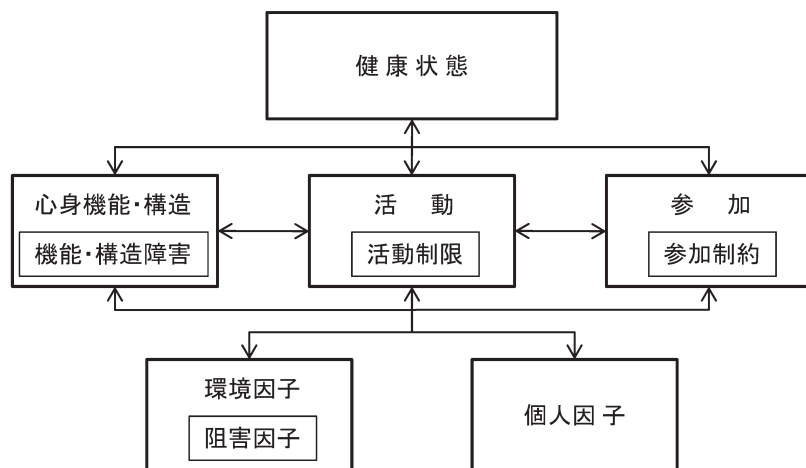 健康状態
心身機能・構造
機能・構造障害
活動
活動制限
参加
参加制約
環境因子
阻害因子
個人因子